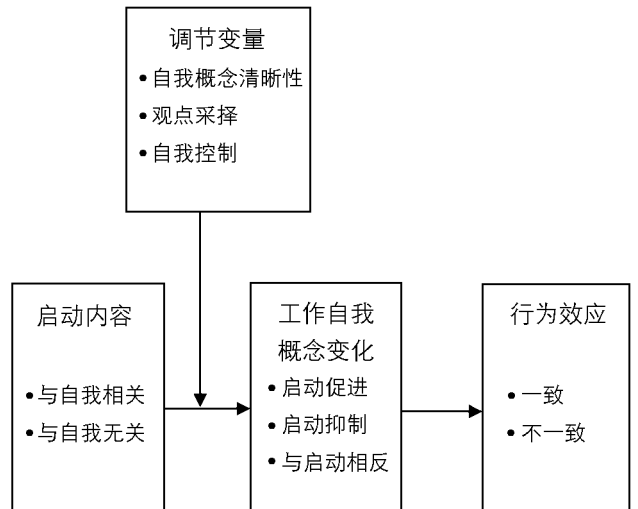 调节变量
•自我概念清晰性
•观点采择
•自我控制
启动内容
•与自我相关
•与自我无关
工作自我
概念变化
•启动促进
•启动抑制
•与启动相反
行为效应
•一致
•不一致